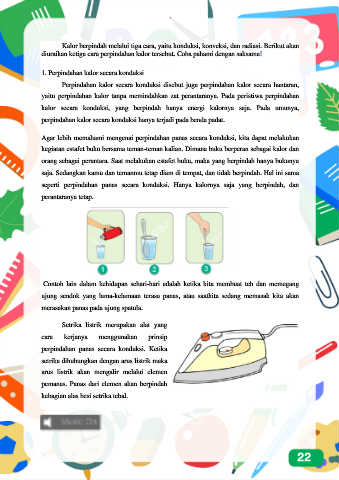 Kalor berpindah melalui tiga cara, yaitu konduksi, konveksi, dan radiasi. Berikut akan
diuraikan ketiga cara perpindahan kalor tersebut. Coba pahami dengan saksama!
1. Perpindahan kalor secara konduksi
Perpindahan kalor secara konduksi disebut juga perpindahan kalor secara hantaran,
yaitu perpindahan kalor tanpa memindahkan zat perantaranya. Pada peristiwa perpindahan
kalor secara konduksi, yang berpindah hanya energi kalornya saja. Pada umumya,
perpindahan kalor secara konduksi hanya terjadi pada benda padat.
Agar lebih memahami mengenai perpindahan panas secara konduksi, kita dapat melakukan
kegiatan estafet buku bersama teman-teman kalian. Dimana buku berperan sebagai kalor dan
orang sebagai perantara. Saat melakukan estafet buku, maka yang berpindah hanya bukunya
saja. Sedangkan kamu dan temanmu tetap diam di tempat, dan tidak berpindah. Hal ini sama
seperti perpindahan panas secara konduksi. Hanya kalornya saja yang berpindah, dan
perantaranya tetap.
1 2 3
Contoh lain dalam kehidupan sehari-hari adalah ketika kita membuat teh dan memegang
ujung sendok yang lama-kelamaan terasa panas, atau saatkita sedang memasak kita akan
merasakan panas pada ujung spatula.
Setrika listrik merupakan alat yang
cara kerjanya menggunakan prinsip
perpindahan panas secara konduksi. Ketika
setrika dihubungkan dengan arus listrik maka
arus listrik akan mengalir melalui elemen
pemanas. Panas dari elemen akan berpindah
kebagian alas besi setrika tebal.
Music On
22